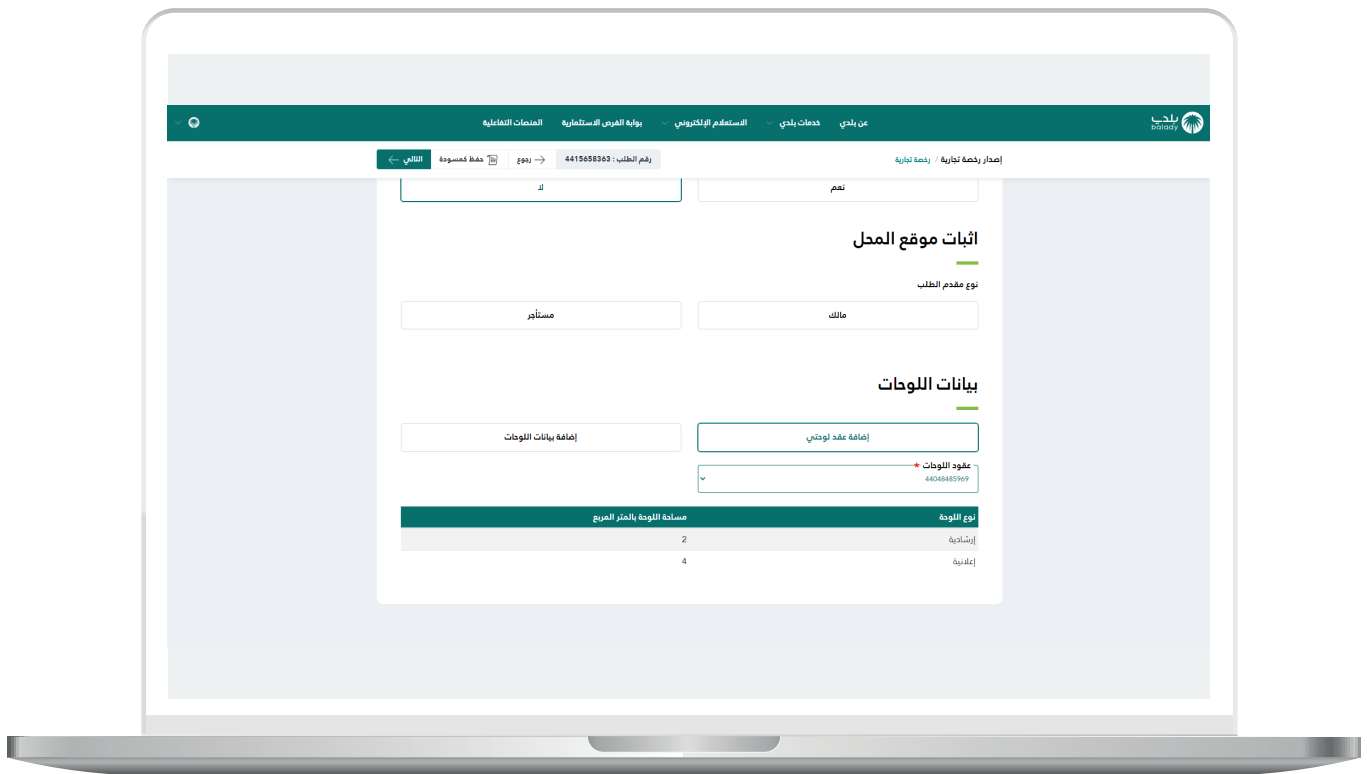 بلدي
balady
عن بلدي خدمات بلدي الاستعلام الإلكتروني بوابة الفرص الاستثمارية المنصات التفاعلية
إصدار رخصة تجارية / رخصة تجارية
رقم الطلب : 4415658363 رجوع حفظ كمسودة التالي
نعم لا
اثبات موقع المحل
نوع مقدم الطلب
مالك مستأجر
بيانات اللوحات
إضافة عقد لوحتي إضافة بيانات اللوحات
عقود اللوحات *
44048485969
نوع اللوحة مساحة اللوحة بالمتر المربع
إرشادية 2
إعلانية 4